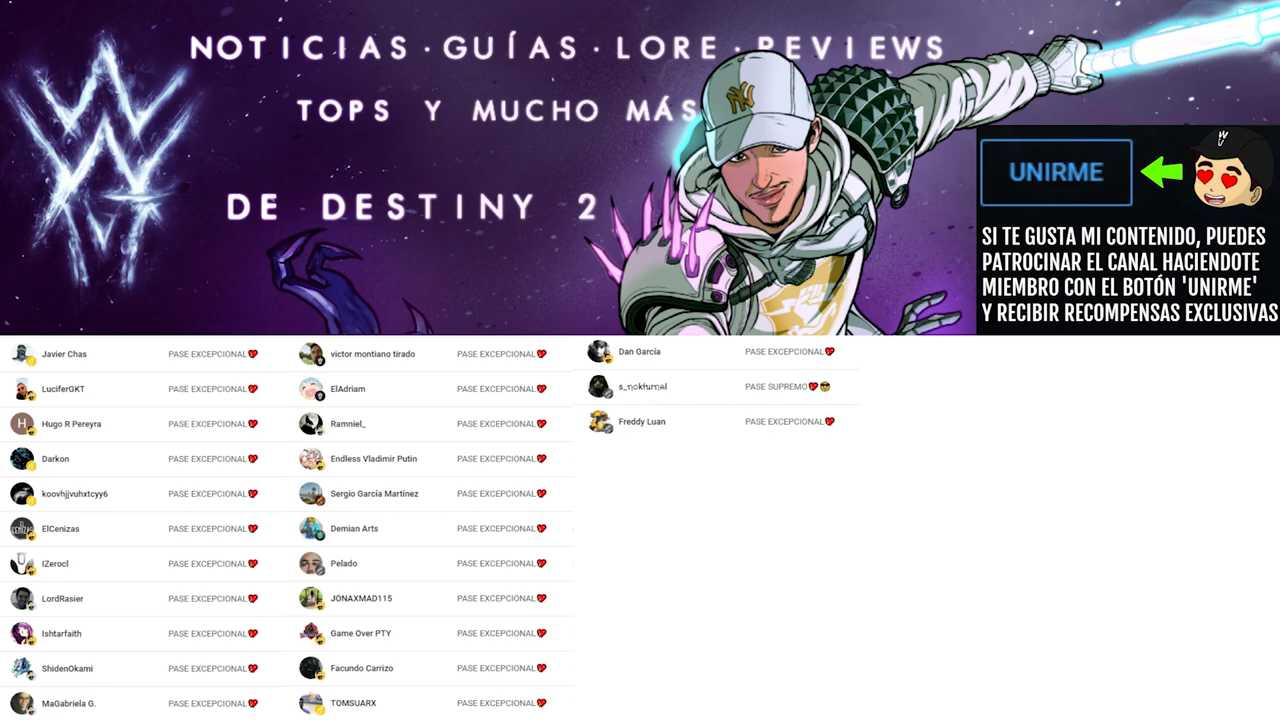 NOTICIAS · GUÍAS · LORE · REVIEWS
TOPS Y MUCHO MÁS
DE DESTINY 2
UNIRME
SI TE GUSTA MI CONTENIDO, PUEDES
PATROCINAR EL CANAL HACIENDOTE
MIEMBRO CON EL BOTÓN 'UNIRME'
Y RECIBIR RECOMPENSAS EXCLUSIVAS
Javier Chas PASE EXCEPCIONAL
LuciferGKT PASE EXCEPCIONAL
Hugo R Pereyra PASE EXCEPCIONAL
Darkon PASE EXCEPCIONAL
koovhjjvuhxtcyy6 PASE EXCEPCIONAL
ElCenizas PASE EXCEPCIONAL
IZerocl PASE EXCEPCIONAL
LordRasier PASE EXCEPCIONAL
Ishtarfaith PASE EXCEPCIONAL
ShidenOkami PASE EXCEPCIONAL
MaGabriela G. PASE EXCEPCIONAL
victor montiano tirado PASE EXCEPCIONAL
ElAdriam PASE EXCEPCIONAL
Ramniel_ PASE EXCEPCIONAL
Endless Vladimir Putin PASE EXCEPCIONAL
Sergio García Martínez PASE EXCEPCIONAL
Demian Arts PASE EXCEPCIONAL
Pelado PASE EXCEPCIONAL
JONAXMAD115 PASE EXCEPCIONAL
Game Over PTY PASE EXCEPCIONAL
Facundo Carrizo PASE EXCEPCIONAL
TOMSUARX PASE EXCEPCIONAL
Dan García PASE EXCEPCIONAL
PASE SUPREMO
Freddy Luan PASE EXCEPCIONAL